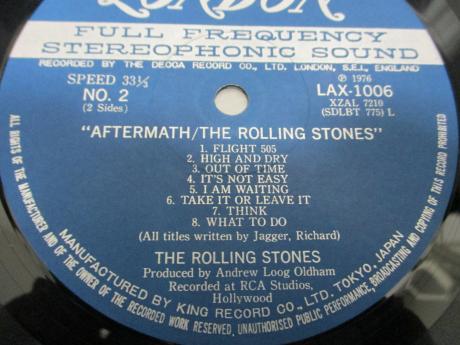 LONDON
FULL FREQUENCY
STEREOPHONIC SOUND
RECORDED BY THE DECCA RECORD CO., LTD. LONDON, S.E.I., ENGLAND
SPEED 33⅓
NO. 2
(2 Sides)
Ⓟ 1976
LAX-1006
XZAL 7210
(SDLBT 775) L
"AFTERMATH/THE ROLLING STONES"
1. FLIGHT 505
2. HIGH AND DRY
3. OUT OF TIME
4. IT'S NOT EASY
5. I AM WAITING
6. TAKE IT OR LEAVE IT
7. THINK
8. WHAT TO DO
(All titles written by Jagger, Richard)
THE ROLLING STONES
Produced by Andrew Loog Oldham
Recorded at RCA Studios,
Hollywood
MANUFACTURED BY KING RECORD CO., LTD. TOKYO, JAPAN
ALL RIGHTS OF THE MANUFACTURER AND OF THE OWNER OF THE RECORDED WORK RESERVED, UNAUTHORISED PUBLIC PERFORMANCE, BROADCASTING AND COPYING OF THIS RECORD PROHIBITED